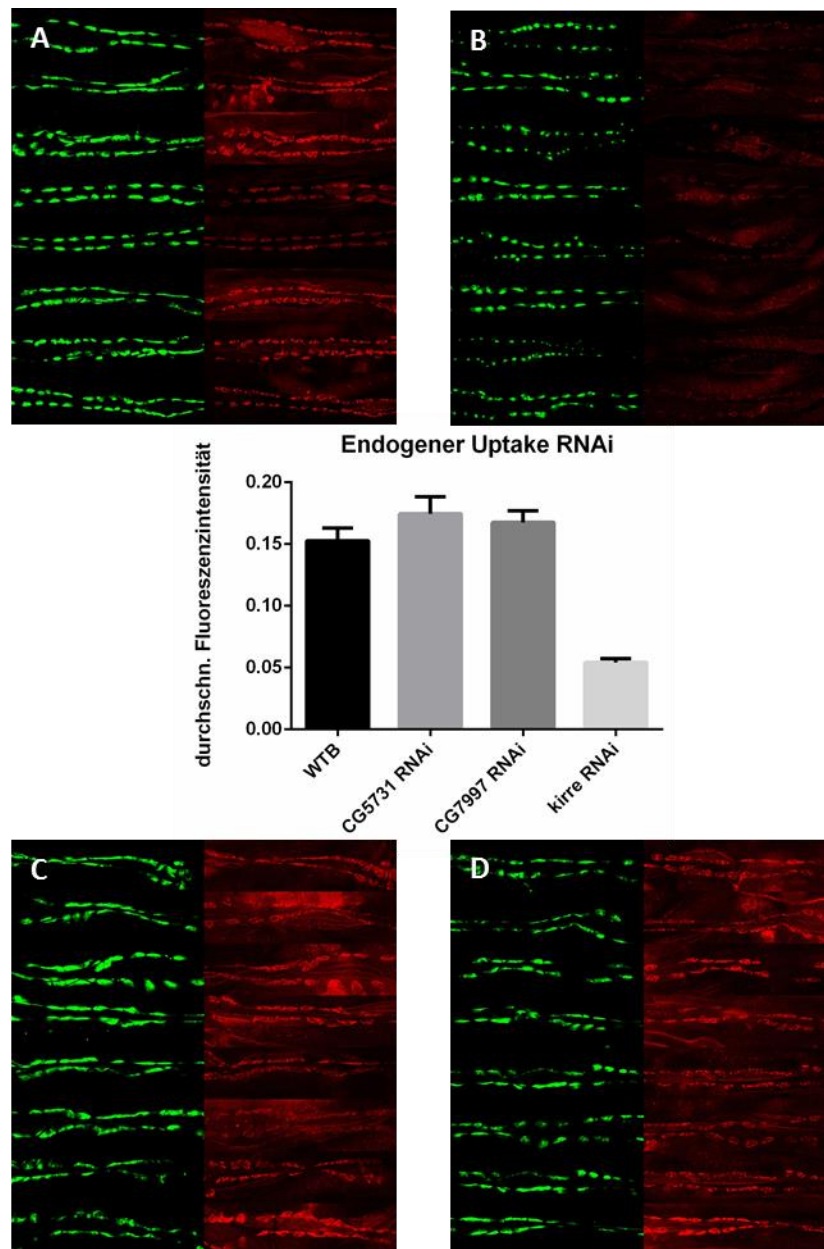 A
B
Endogener Uptake RNAi
durchschn. Fluoreszenzintensität
0.20
0.15
0.10
0.05
0.00
WTB
CG5731 RNAi
CG7997 RNAi
kirre RNAi
C
D